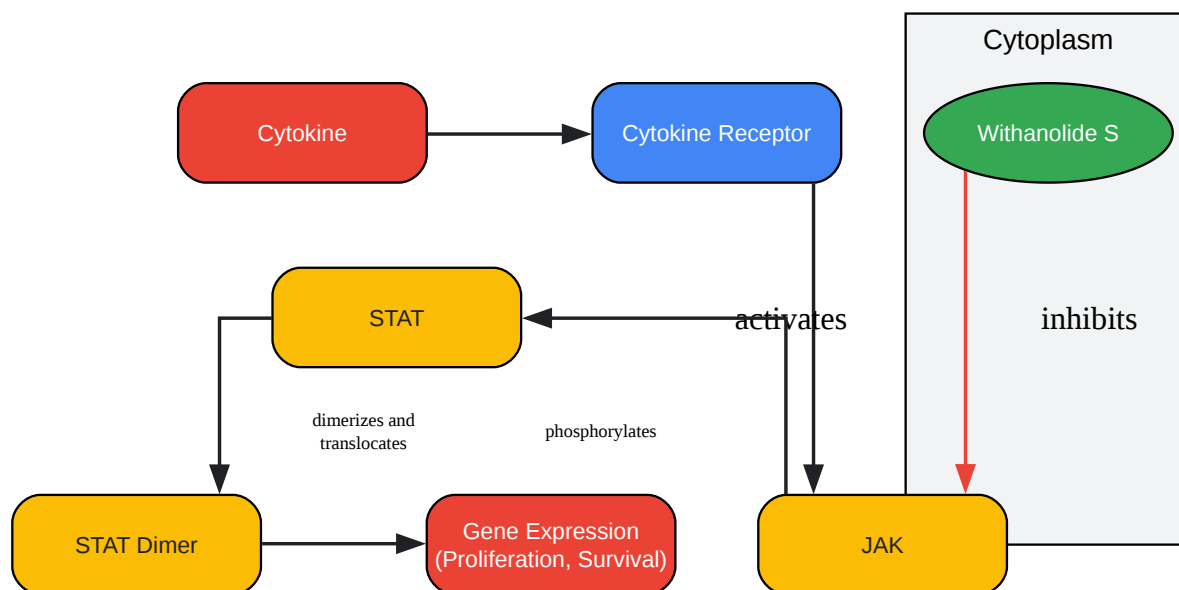 Cytoplasm
Cytokine
Cytokine Receptor
Withanolide S
STAT
activates
inhibits
dimerizes and
translocates
phosphorylates
STAT Dimer
Gene Expression
(Proliferation, Survival)
JAK